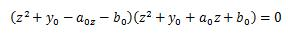 (z² + y₀ − a₀z − b₀)(z² + y₀ + a₀z + b₀) = 0